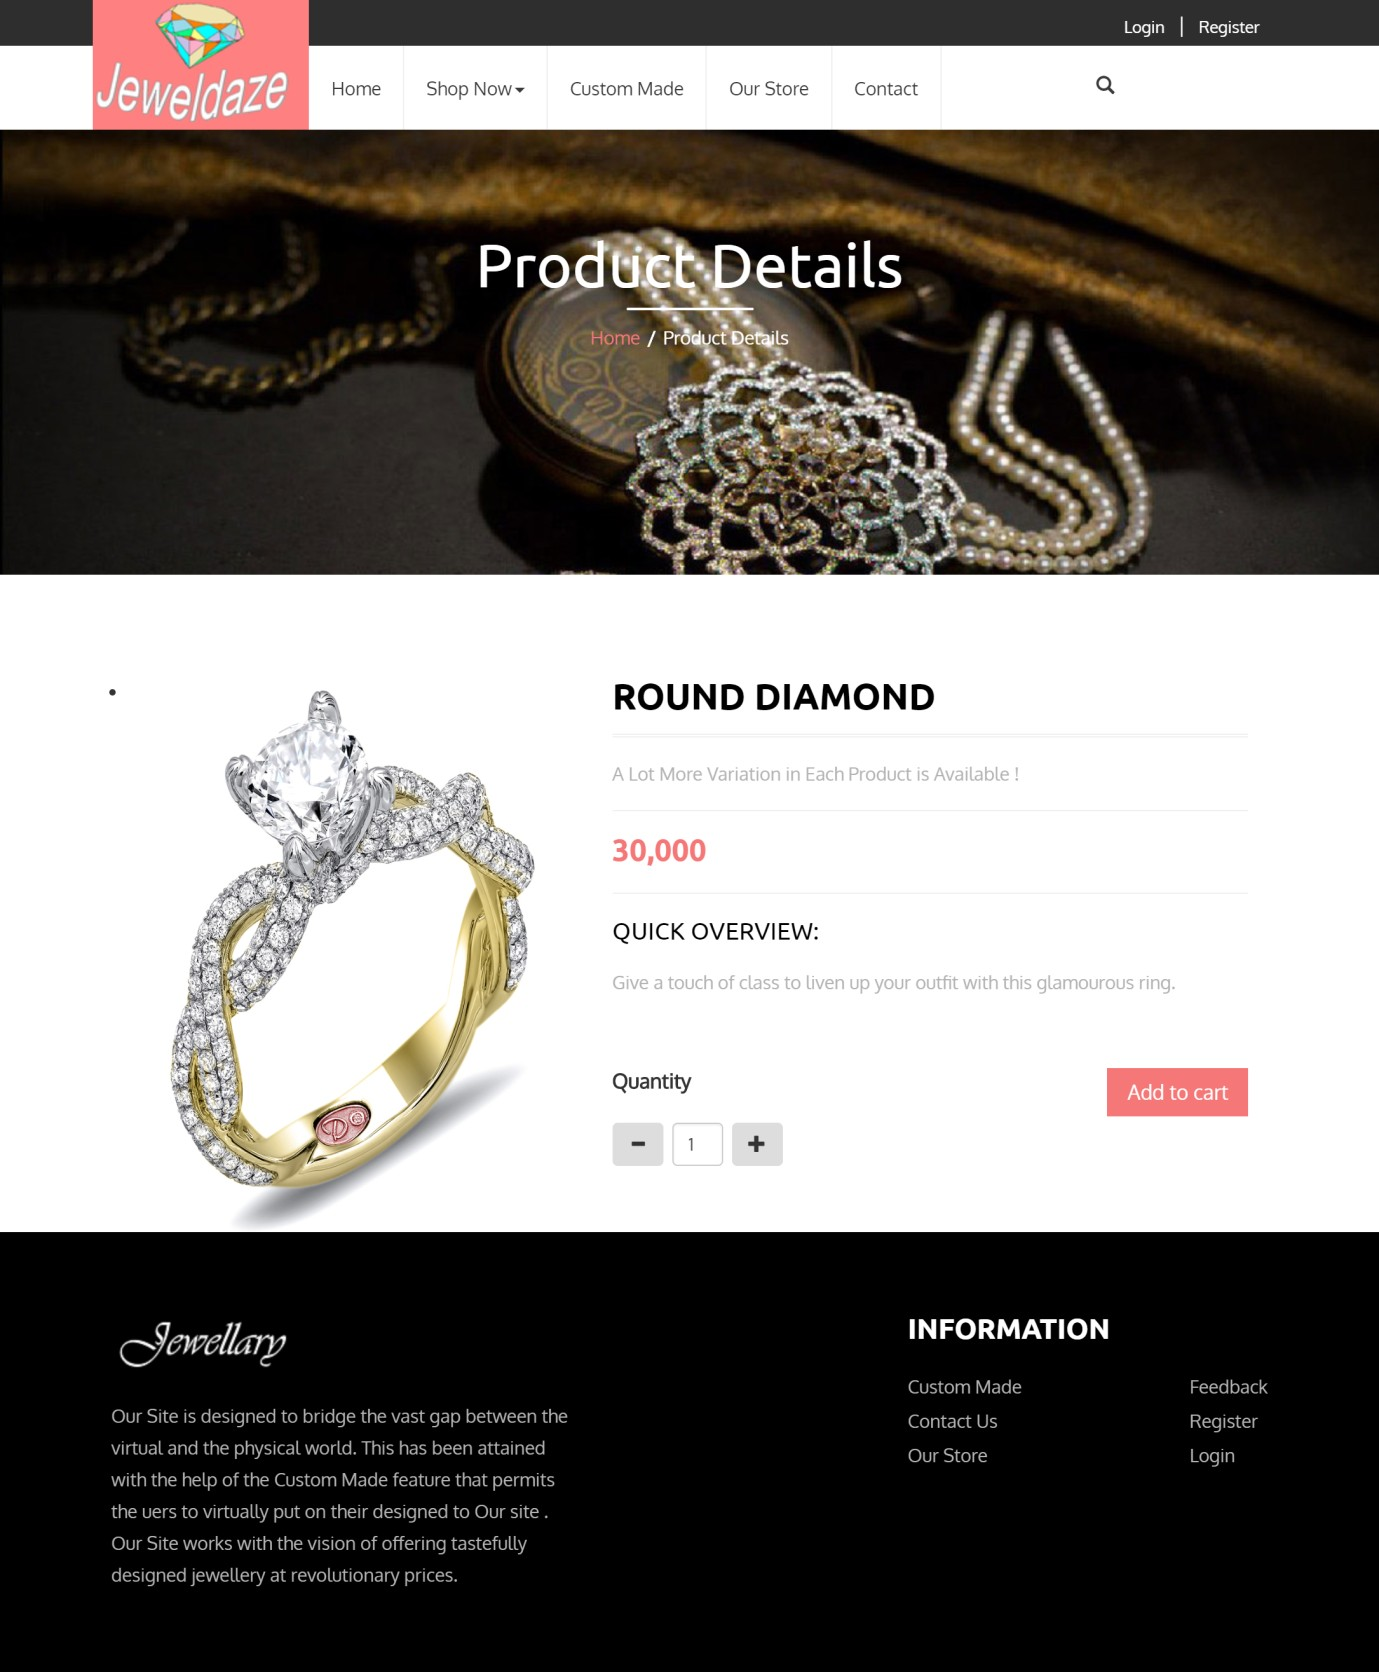 Login | Register
Jeweldaze
Home Shop Now Custom Made Our Store Contact
Product Details
Home / Product Details
ROUND DIAMOND
A Lot More Variation in Each Product is Available !
30,000
QUICK OVERVIEW:
Give a touch of class to liven up your outfit with this glamourous ring.
Quantity
Add to cart
1
Jewellary
Our Site is designed to bridge the vast gap between the
virtual and the physical world. This has been attained
with the help of the Custom Made feature that permits
the uers to virtually put on their designed to Our site .
Our Site works with the vision of offering tastefully
designed jewellery at revolutionary prices.
INFORMATION
Custom Made
Contact Us
Our Store
Feedback
Register
Login